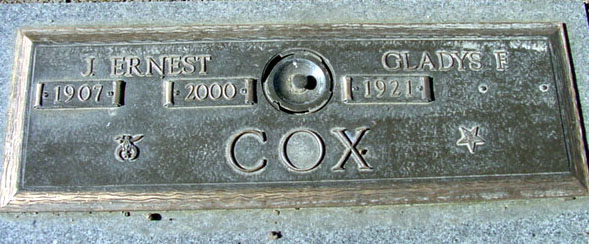 J. ERNEST GLADYS F.
1907 2000 1921
COX